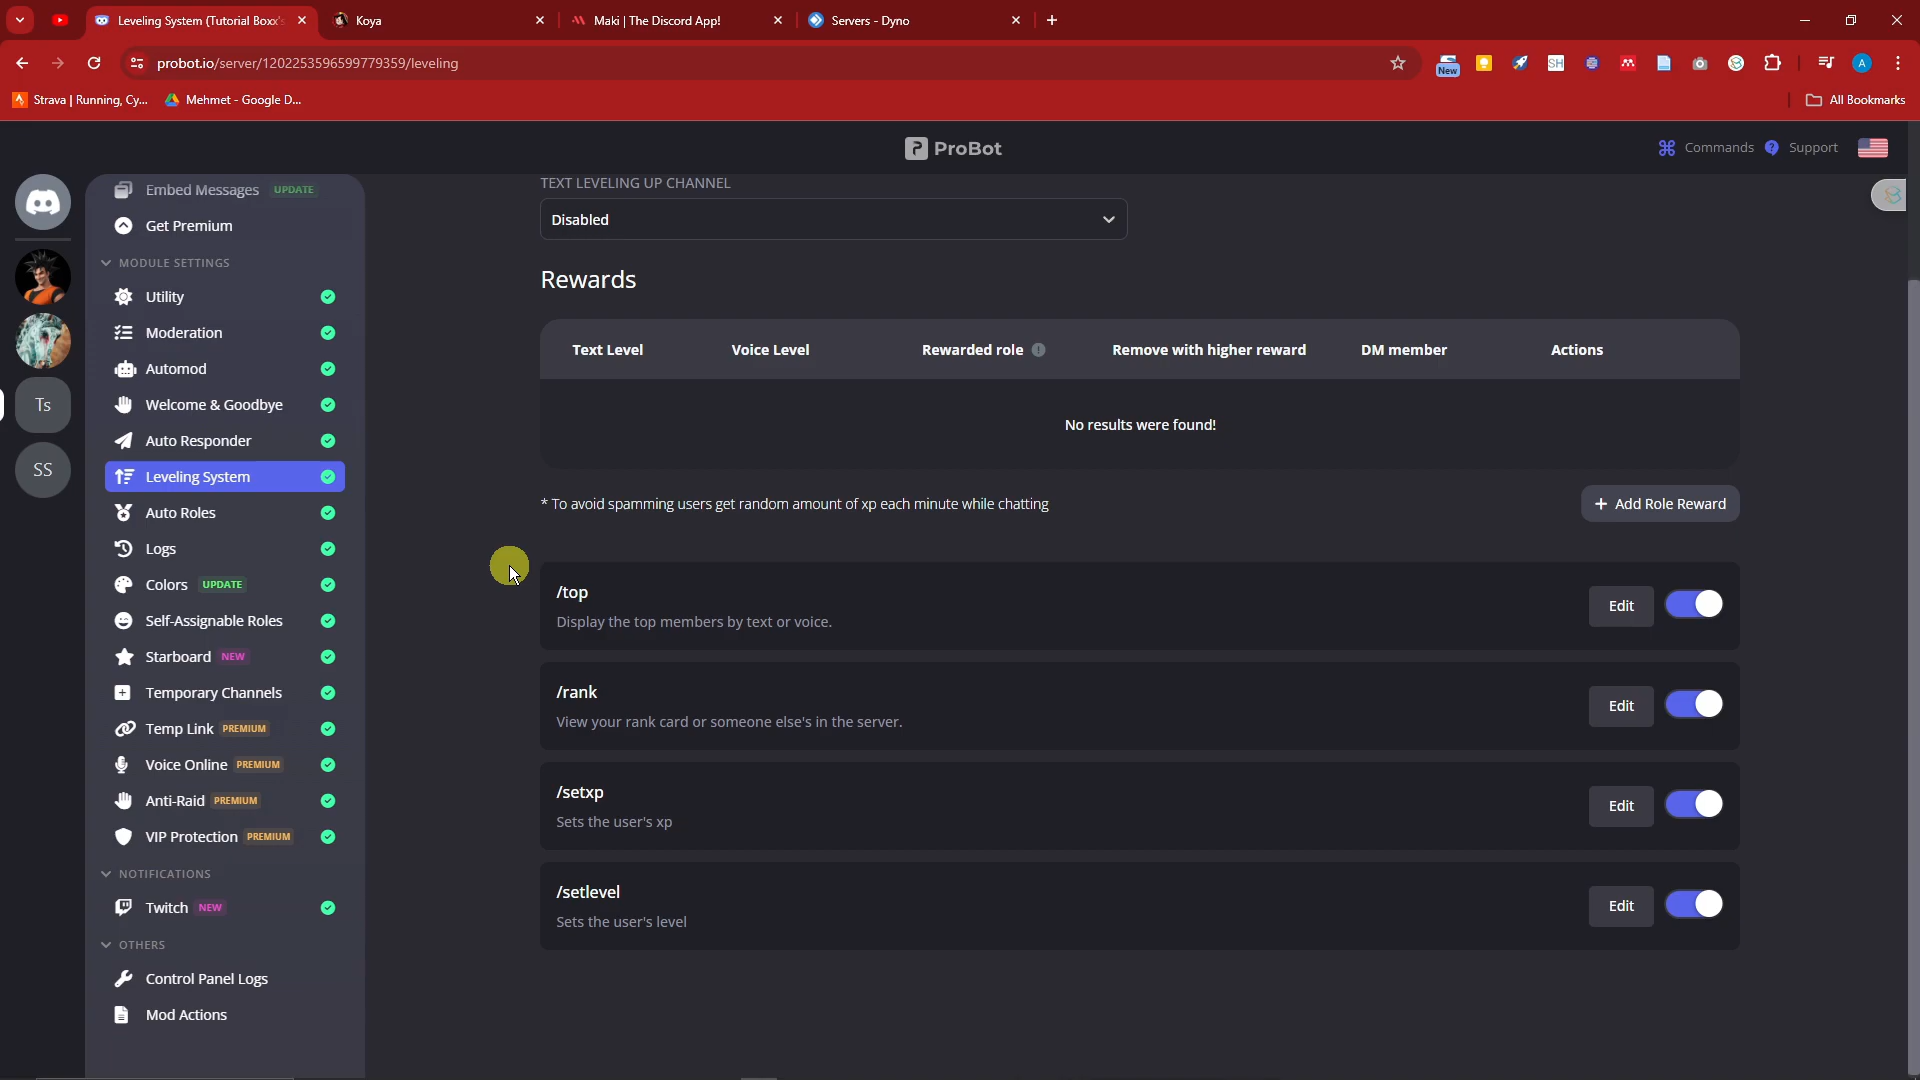 Leveling System (Tutorial Boxx's
Koya
Maki | The Discord App!
Servers - Dyno
probot.io/server/1202253596599779359/leveling
New
SH
A
Strava | Running, Cy...
Mehmet - Google D...
All Bookmarks
ProBot
Commands
Support
Embed Messages UPDATE
Get Premium
MODULE SETTINGS
Utility
Moderation
Automod
Welcome & Goodbye
Auto Responder
Leveling System
Auto Roles
Logs
Colors UPDATE
Self-Assignable Roles
Starboard NEW
Temporary Channels
Temp Link PREMIUM
Voice Online PREMIUM
Anti-Raid PREMIUM
VIP Protection PREMIUM
NOTIFICATIONS
Twitch NEW
OTHERS
Control Panel Logs
Mod Actions
Ts
SS
TEXT LEVELING UP CHANNEL
Disabled
Rewards
Text Level Voice Level Rewarded role Remove with higher reward DM member Actions
No results were found!
* To avoid spamming users get random amount of xp each minute while chatting
+ Add Role Reward
/top
Display the top members by text or voice.
Edit
/rank
View your rank card or someone else's in the server.
Edit
/setxp
Sets the user's xp
Edit
/setlevel
Sets the user's level
Edit